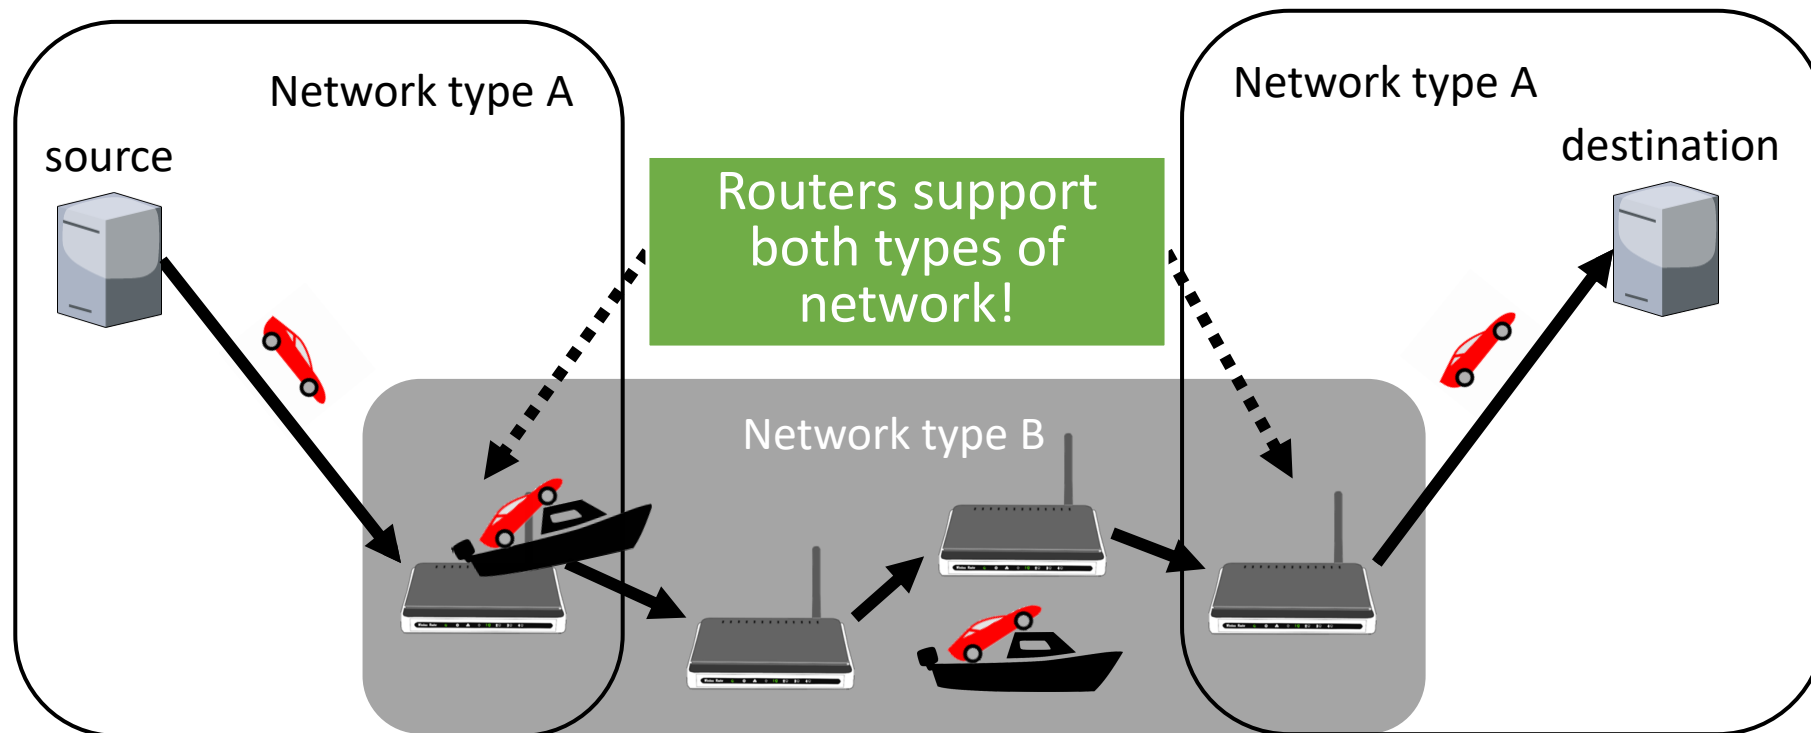 Network type A
source
Routers support
both types of
network!
Network type A
destination
Network type B